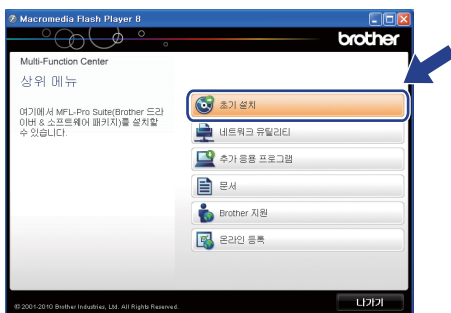 Macromedia Flash Player 8
brother
Multi-Function Center
상위 메뉴
여기에서 MFL-Pro Suite(Brother 드라
이버 & 소프트웨어 패키지)를 설치할
수 있습니다.
초기 설치
네트워크 유틸리티
추가 응용 프로그램
문서
Brother 지원
온라인 등록
© 2001-2010 Brother Industries, Ltd. All Rights Reserved.
나가기